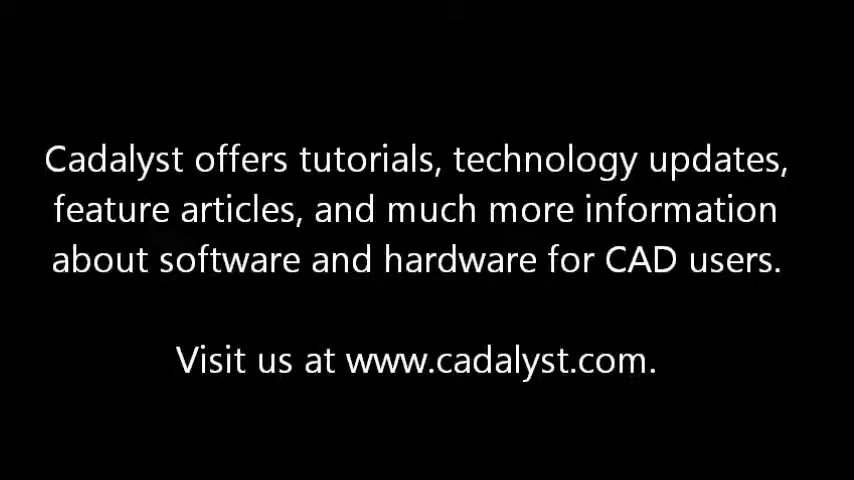 Cadalyst offers tutorials, technology updates,
feature articles, and much more information
about software and hardware for CAD users.
Visit us at www.cadalyst.com.